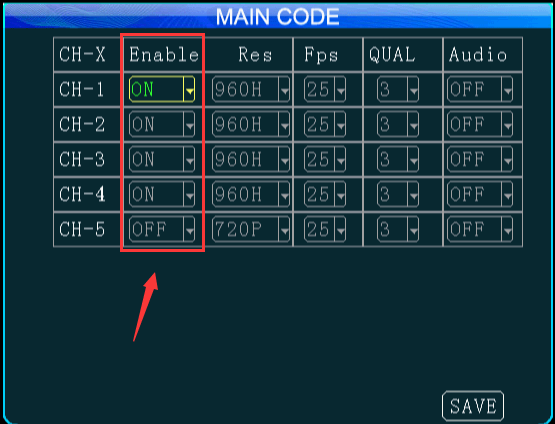 MAIN CODE
CH-X Enable Res Fps QUAL Audio
CH-1 ON 960H 25 3 OFF
CH-2 ON 960H 25 3 OFF
CH-3 ON 960H 25 3 OFF
CH-4 ON 960H 25 3 OFF
CH-5 OFF 720P 25 3 OFF
SAVE